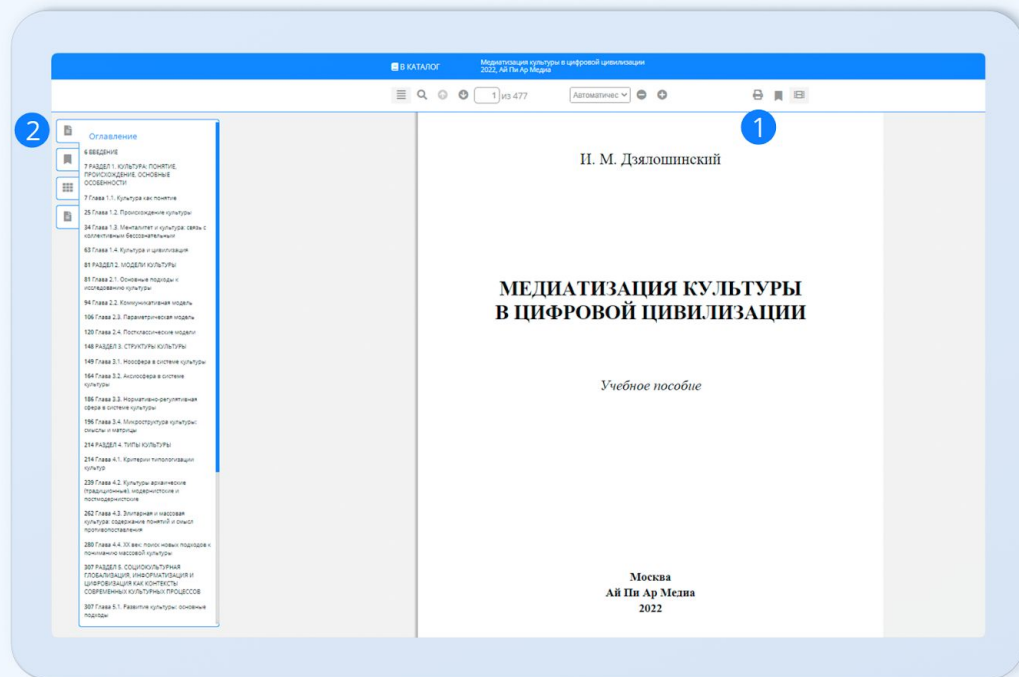 В КАТАЛОГ
Медиатизация культуры в цифровой цивилизации
2022, Ай Пи Ар Медиа
1 из 477
Автоматичес
2
1
Оглавление
6 ВВЕДЕНИЕ
7 РАЗДЕЛ 1. КУЛЬТУРА: ПОНЯТИЕ,
ПРОИСХОЖДЕНИЕ, ОСНОВНЫЕ
ОСОБЕННОСТИ
7 Глава 1.1. Культура как понятие
25 Глава 1.2. Происхождение культуры
34 Глава 1.3. Менталитет и культура: связь с
коллективным бессознательным
63 Глава 1.4. Культура и цивилизация
81 РАЗДЕЛ 2. МОДЕЛИ КУЛЬТУРЫ
81 Глава 2.1. Основные подходы к
исследованию культуры
94 Глава 2.2. Коммуникативная модель
106 Глава 2.3. Параметрическая модель
120 Глава 2.4. Постклассические модели
148 РАЗДЕЛ 3. СТРУКТУРЫ КУЛЬТУРЫ
149 Глава 3.1. Ноосфера в системе культуры
164 Глава 3.2. Аксиосфера в системе
культуры
186 Глава 3.3. Нормативно-регулятивная
сфера в системе культуры
196 Глава 3.4. Микроструктура культуры:
смыслы и матрицы
214 РАЗДЕЛ 4. ТИПЫ КУЛЬТУРЫ
214 Глава 4.1. Критерии типологизации
культур
239 Глава 4.2. Культуры архаические
(традиционные), модернистские и
постмодернистские
262 Глава 4.3. Элитарная и массовая
культура: содержание понятий и смысл
противопоставления
280 Глава 4.4. XX век: поиск новых подходов к
пониманию массовой культуры
307 РАЗДЕЛ 5. СОЦИОКУЛЬТУРНАЯ
ГЛОБАЛИЗАЦИЯ, ИНФОРМАТИЗАЦИЯ И
ЦИФРОВИЗАЦИЯ КАК КОНТЕКСТЫ
СОВРЕМЕННЫХ КУЛЬТУРНЫХ ПРОЦЕССОВ
307 Глава 5.1. Развитие культуры: основные
подходы
И. М. Дзялошинский
МЕДИАТИЗАЦИЯ КУЛЬТУРЫ
В ЦИФРОВОЙ ЦИВИЛИЗАЦИИ
Учебное пособие
Москва
Ай Пи Ар Медиа
2022